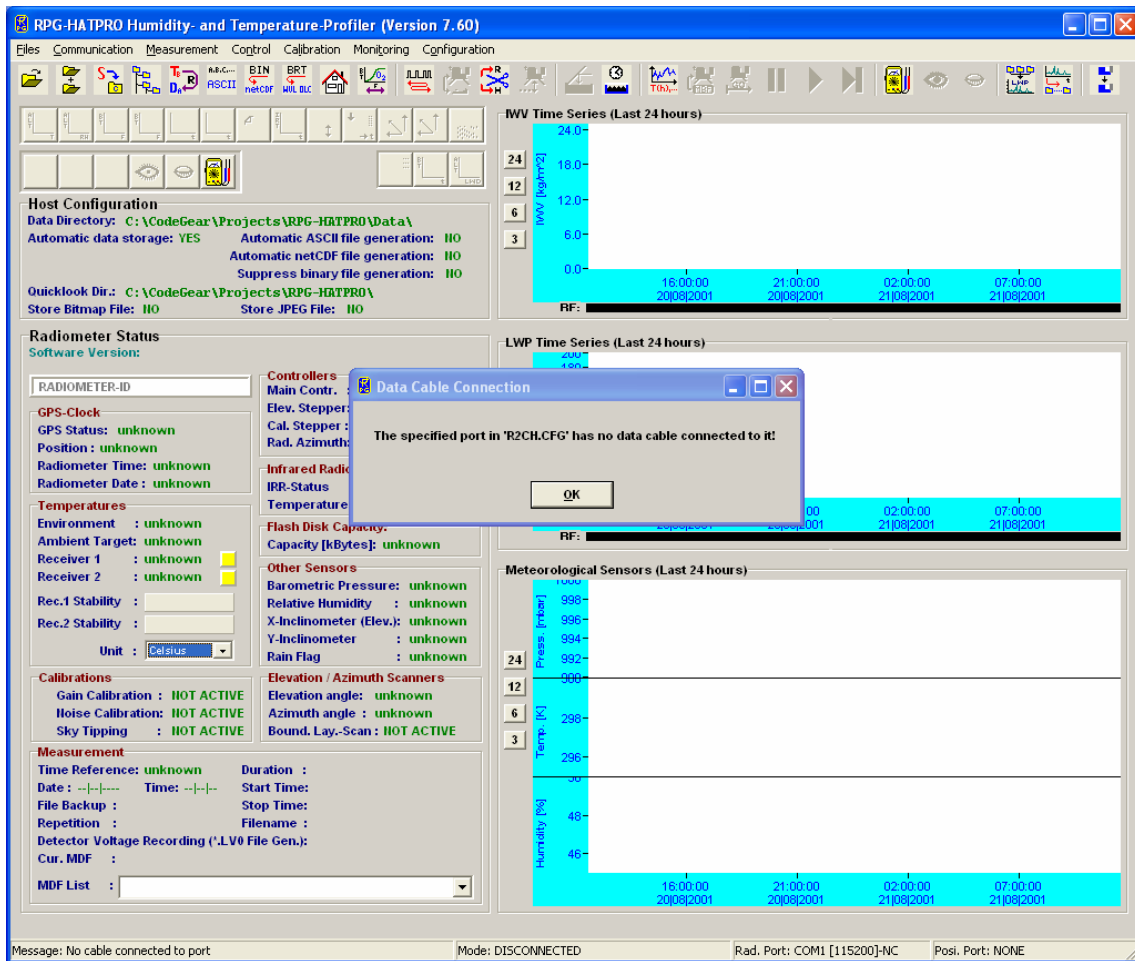 RPG-HATPRO Humidity- and Temperature-Profiler (Version 7.60)
Files Communication Measurement Control Calibration Monitoring Configuration
A.B.C... ASCII
BIN netCDF
BRT MUL BLC
T(h),...
LWP
Host Configuration
Data Directory: C:\CodeGear\Projects\RPG-HATPRO\Data\
Automatic data storage: YES Automatic ASCII file generation: NO
Automatic netCDF file generation: NO
Suppress binary file generation: NO
Quicklook Dir.: C:\CodeGear\Projects\RPG-HATPRO\
Store Bitmap File: NO Store JPEG File: NO
Radiometer Status
Software Version:
RADIOMETER-ID
GPS-Clock
GPS Status: unknown
Position : unknown
Radiometer Time: unknown
Radiometer Date : unknown
Temperatures
Environment : unknown
Ambient Target: unknown
Receiver 1 : unknown
Receiver 2 : unknown
Rec.1 Stability :
Rec.2 Stability :
Unit : Celsius
Controllers
Main Contr. :
Elev. Stepper:
Cal. Stepper :
Rad. Azimuth:
Infrared Radio
IRR-Status
Temperature
Flash Disk Capacity:
Capacity [kBytes]: unknown
Other Sensors
Barometric Pressure: unknown
Relative Humidity : unknown
X-Inclinometer (Elev.): unknown
Y-Inclinometer : unknown
Rain Flag : unknown
Calibrations
Gain Calibration : NOT ACTIVE
Noise Calibration: NOT ACTIVE
Sky Tipping : NOT ACTIVE
Elevation / Azimuth Scanners
Elevation angle: unknown
Azimuth angle : unknown
Bound. Lay.-Scan : NOT ACTIVE
Measurement
Time Reference: unknown Duration :
Date : --|--|---- Time: --|--|-- Start Time:
File Backup : Stop Time:
Repetition : Filename :
Detector Voltage Recording (*.LV0 File Gen.):
Cur. MDF :
MDF List :
Data Cable Connection
The specified port in 'R2CH.CFG' has no data cable connected to it!
OK
IWV Time Series (Last 24 hours)
24
12
6
3
IWV [kg/m^2]
24.0
18.0
12.0
6.0
0.0
16:00:00 21:00:00 02:00:00 07:00:00
20|08|2001 20|08|2001 21|08|2001 21|08|2001
RF:
LWP Time Series (Last 24 hours)
200
180
00 02:00:00 07:00:00
20|08|2001 20|08|2001 21|08|2001 21|08|2001
RF:
Meteorological Sensors (Last 24 hours)
24
12
6
3
Press. [mbar]
1000
998
996
994
992
990
Temp. [K]
298
296
Humidity [%]
50
48
46
16:00:00 21:00:00 02:00:00 07:00:00
20|08|2001 20|08|2001 21|08|2001 21|08|2001
Message: No cable connected to port
Mode: DISCONNECTED
Rad. Port: COM1 [115200]-NC
Posi. Port: NONE